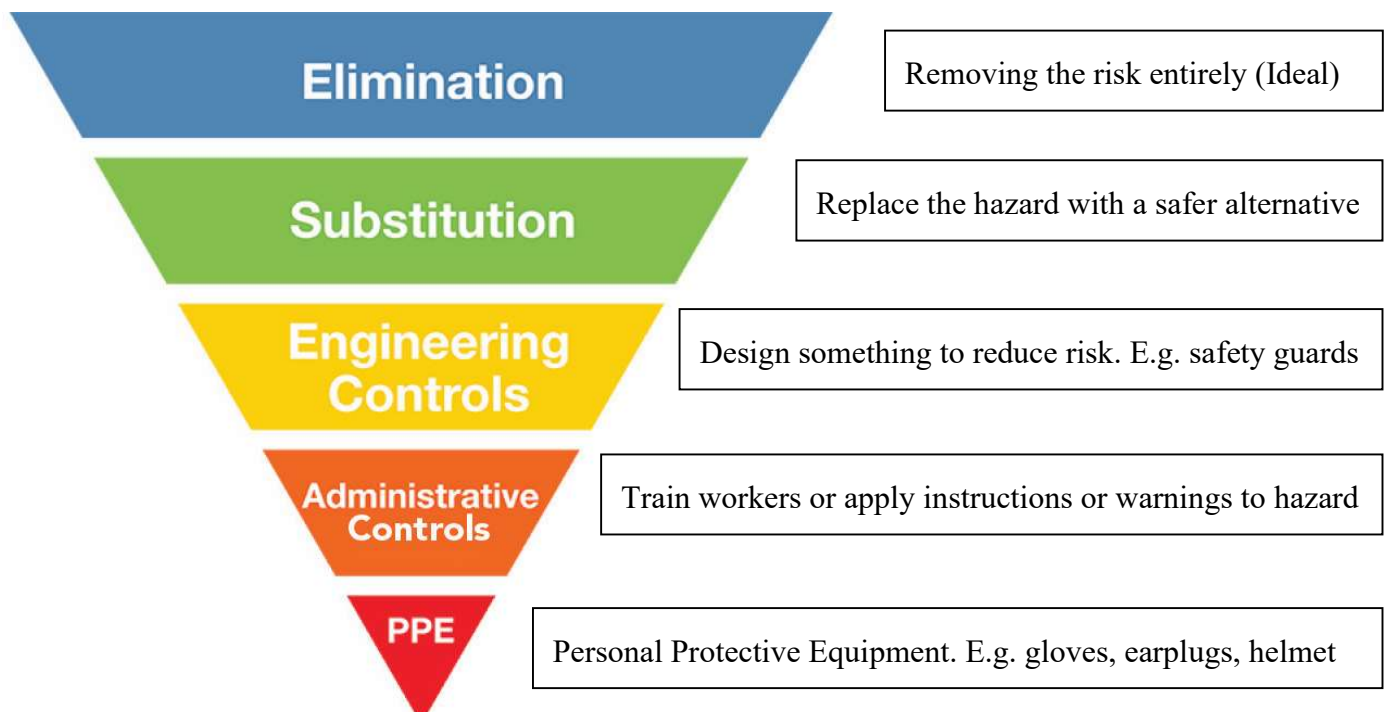 Elimination
Removing the risk entirely (Ideal)
Substitution
Replace the hazard with a safer alternative
Engineering
Controls
Design something to reduce risk. E.g. safety guards
Administrative
Controls
Train workers or apply instructions or warnings to hazard
PPE
Personal Protective Equipment. E.g. gloves, earplugs, helmet